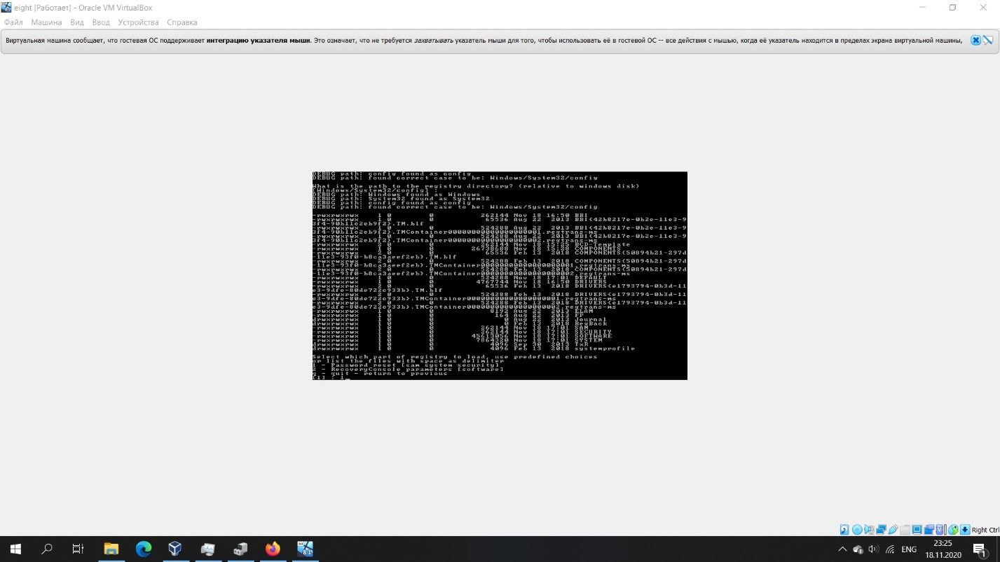 eight [Работает] - Oracle VM VirtualBox
Файл Машина Вид Ввод Устройства Справка
Виртуальная машина сообщает, что гостевая ОС поддерживает интеграцию указателя мыши. Это означает, что не требуется захватывать указатель мыши для того, чтобы использовать её в гостевой ОС -- все действия с мышью, когда её указатель находится в пределах экрана виртуальной машины,
DEBUG path: config found as config
DEBUG path: found correct case to be: Windows/System32/config
What is the path to the registry directory? (relative to windows disk)
[Windows/System32/config] :
DEBUG path: Windows found as Windows
DEBUG path: System32 found as System32
DEBUG path: config found as config
DEBUG path: found correct case to be: Windows/System32/config
-rwxrwxrwx 1 0 0 262144 Nov 18 16:50 BBI
-rwxrwxrwx 1 0 0 65536 Aug 22 2013 BBI{42b8217e-0b2e-11e3-9
3f4-90b11c2eb9f2}.TM.blf
-rwxrwxrwx 1 0 0 524288 Aug 22 2013 BBI{42b8217e-0b2e-11e3-9
3f4-90b11c2eb9f2}.TMContainer00000000000000000001.regtrans-ms
-rwxrwxrwx 1 0 0 524288 Aug 22 2013 BBI{42b8217e-0b2e-11e3-9
3f4-90b11c2eb9f2}.TMContainer00000000000000000002.regtrans-ms
-rwxrwxrwx 2 0 0 262144 Nov 18 15:25 BCD-Template
-rwxrwxrwx 1 0 0 26738688 Nov 18 15:28 COMPONENTS
-rwxrwxrwx 2 0 0 65536 Feb 13 2018 COMPONENTS{50894b21-297d
-11e3-93f0-b8ca3aeef2eb}.TM.blf
-rwxrwxrwx 2 0 0 524288 Feb 13 2018 COMPONENTS{50894b21-297d
-11e3-93f0-b8ca3aeef2eb}.TMContainer00000000000000000001.regtrans-ms
-rwxrwxrwx 2 0 0 524288 Feb 13 2018 COMPONENTS{50894b21-297d
-11e3-93f0-b8ca3aeef2eb}.TMContainer00000000000000000002.regtrans-ms
-rwxrwxrwx 1 0 0 524288 Nov 18 17:01 DEFAULT
-rwxrwxrwx 1 0 0 4767744 Nov 18 16:50 DRIVERS
-rwxrwxrwx 2 0 0 65536 Feb 13 2018 DRIVERS{e1793794-0b3d-11
e3-9dfe-80de722c933b}.TM.blf
-rwxrwxrwx 2 0 0 524288 Feb 13 2018 DRIVERS{e1793794-0b3d-11
e3-9dfe-80de722c933b}.TMContainer00000000000000000001.regtrans-ms
-rwxrwxrwx 2 0 0 524288 Feb 13 2018 DRIVERS{e1793794-0b3d-11
e3-9dfe-80de722c933b}.TMContainer00000000000000000002.regtrans-ms
-rwxrwxrwx 1 0 0 8192 Aug 22 2013 ELAM
-rwxrwxrwx 1 0 0 164 Aug 22 2013 FP
drwxrwxrwx 1 0 0 0 Aug 22 2013 Journal
drwxrwxrwx 1 0 0 0 Feb 13 2018 RegBack
-rwxrwxrwx 1 0 0 262144 Nov 18 17:01 SAM
-rwxrwxrwx 1 0 0 262144 Nov 18 17:01 SECURITY
-rwxrwxrwx 1 0 0 45613056 Nov 18 17:01 SOFTWARE
-rwxrwxrwx 1 0 0 7864320 Nov 18 17:01 SYSTEM
drwxrwxrwx 1 0 0 4096 Sep 30 2013 TxR
drwxrwxrwx 1 0 0 4096 Feb 13 2018 systemprofile
Select which part of registry to load, use predefined choices
or list the files with space as delimiter
1 - Password reset [sam system security]
2 - RecoveryConsole parameters [software]
q - quit - return to previous
[1] : 1_
Right Ctrl
ENG
23:25
18.11.2020
1